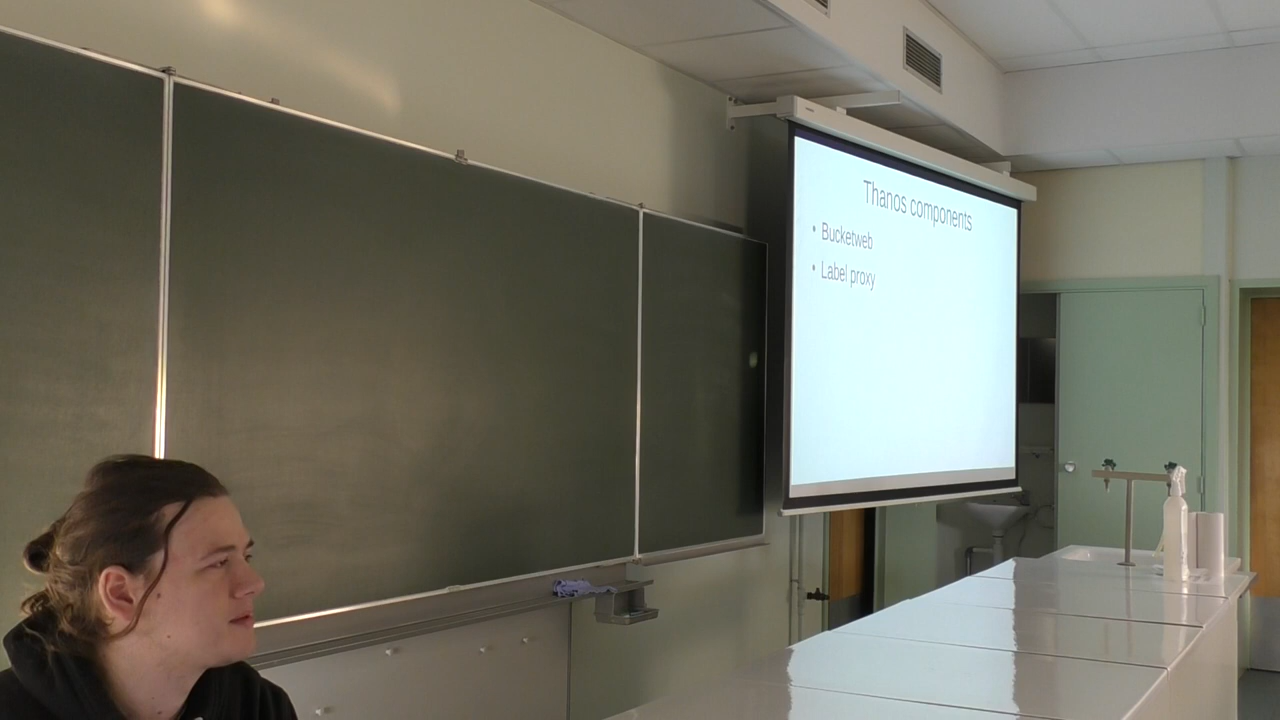 Thanos components
• Bucketweb
• Label proxy